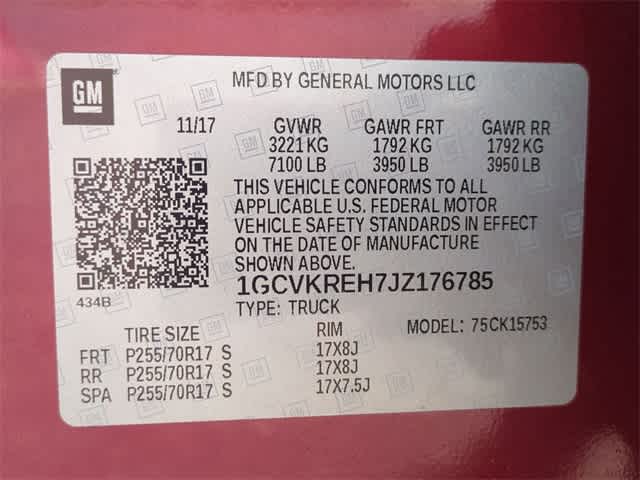 GM
MFD BY GENERAL MOTORS LLC
11/17 GVWR GAWR FRT GAWR RR
3221 KG 1792 KG 1792 KG
7100 LB 3950 LB 3950 LB
THIS VEHICLE CONFORMS TO ALL
APPLICABLE U.S. FEDERAL MOTOR
VEHICLE SAFETY STANDARDS IN EFFECT
ON THE DATE OF MANUFACTURE
SHOWN ABOVE.
434B
1GCVKREH7JZ176785
TYPE: TRUCK
TIRE SIZE RIM MODEL: 75CK15753
FRT P255/70R17 S 17X8J
RR P255/70R17 S 17X8J
SPA P255/70R17 S 17X7.5J